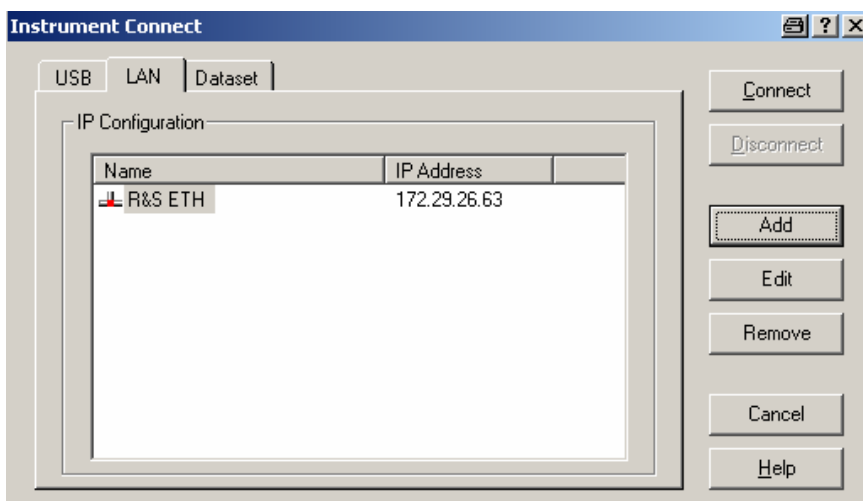 Instrument Connect
USB LAN Dataset
Connect
IP Configuration
Disconnect
Name IP Address
R&S ETH 172.29.26.63
Add
Edit
Remove
Cancel
Help